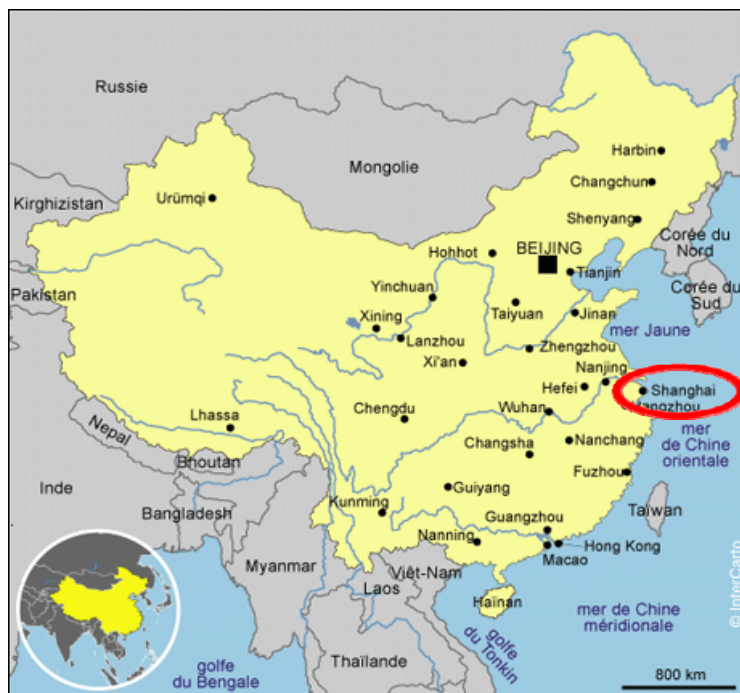 Russie
Mongolie
Kirghizistan
Pakistan
Nepal
Bhoutan
Inde
Bangladesh
Myanmar
Laos
Viêt-Nam
Thaïlande
Corée du
Nord
Corée du
Sud
Taïwan
Harbin
Changchun
Shenyang
Urümqi
Hohhot
BEIJING
Tianjin
Yinchuan
Taiyuan
Jinan
Xining
Lanzhou
Zhengzhou
Xi'an
Nanjing
Hefei
Shanghai
Hangzhou
Lhassa
Chengdu
Wuhan
Changsha
Nanchang
Fuzhou
Guiyang
Kunming
Guangzhou
Nanning
Hong Kong
Macao
Haïnan
mer Jaune
mer
de Chine
orientale
mer de Chine
méridionale
golfe
du Tonkin
golfe
du Bengale
800 km
© InterCarto